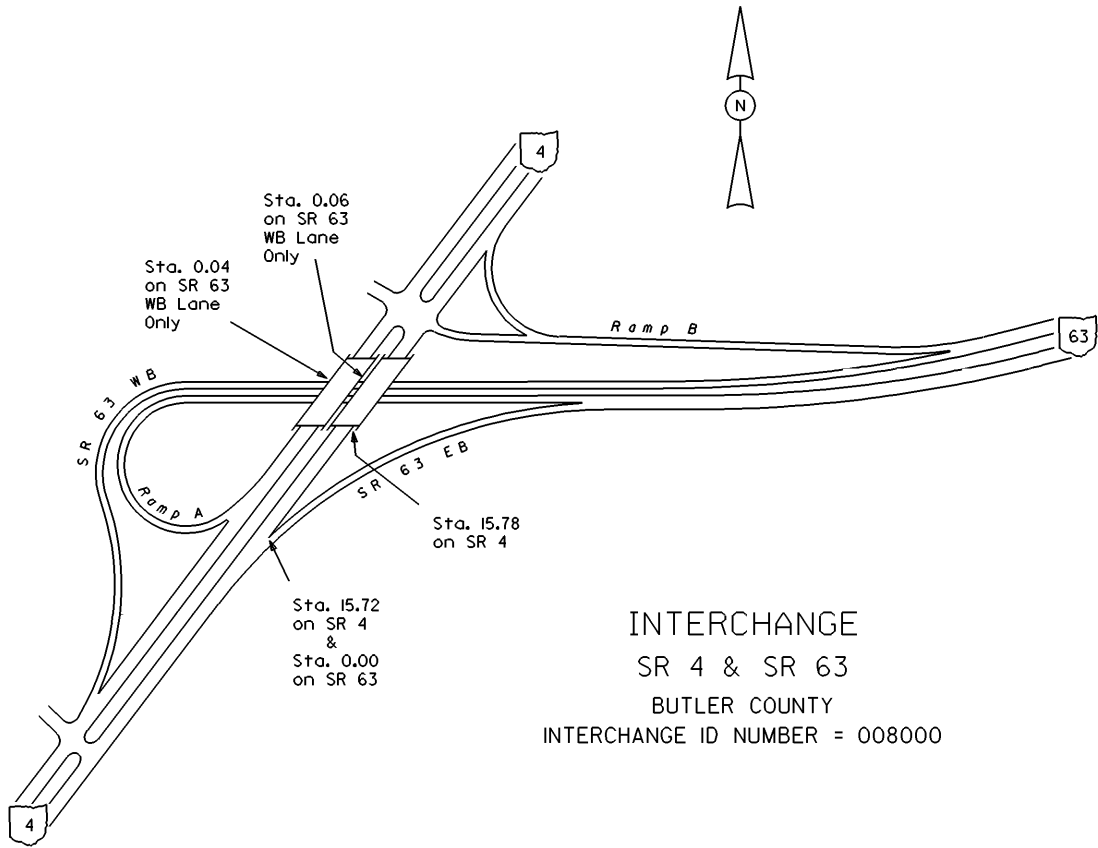 N
4
Sta. 0.06
on SR 63
WB Lane
Only
Sta. 0.04
on SR 63
WB Lane
Only
Ramp B
63
SR 63 WB
SR 63 EB
Ramp A
Sta. 15.78
on SR 4
Sta. 15.72
on SR 4
&
Sta. 0.00
on SR 63
INTERCHANGE
SR 4 & SR 63
BUTLER COUNTY
INTERCHANGE ID NUMBER = 008000
4